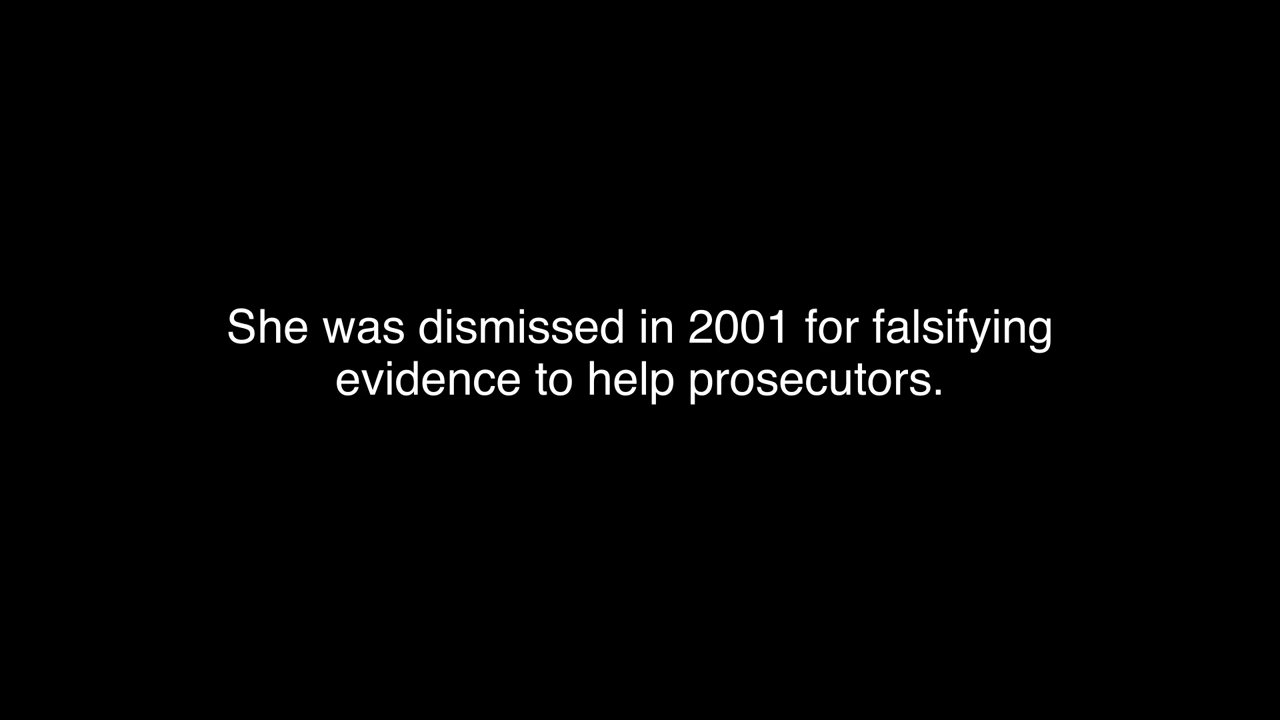 She was dismissed in 2001 for falsifying
evidence to help prosecutors.